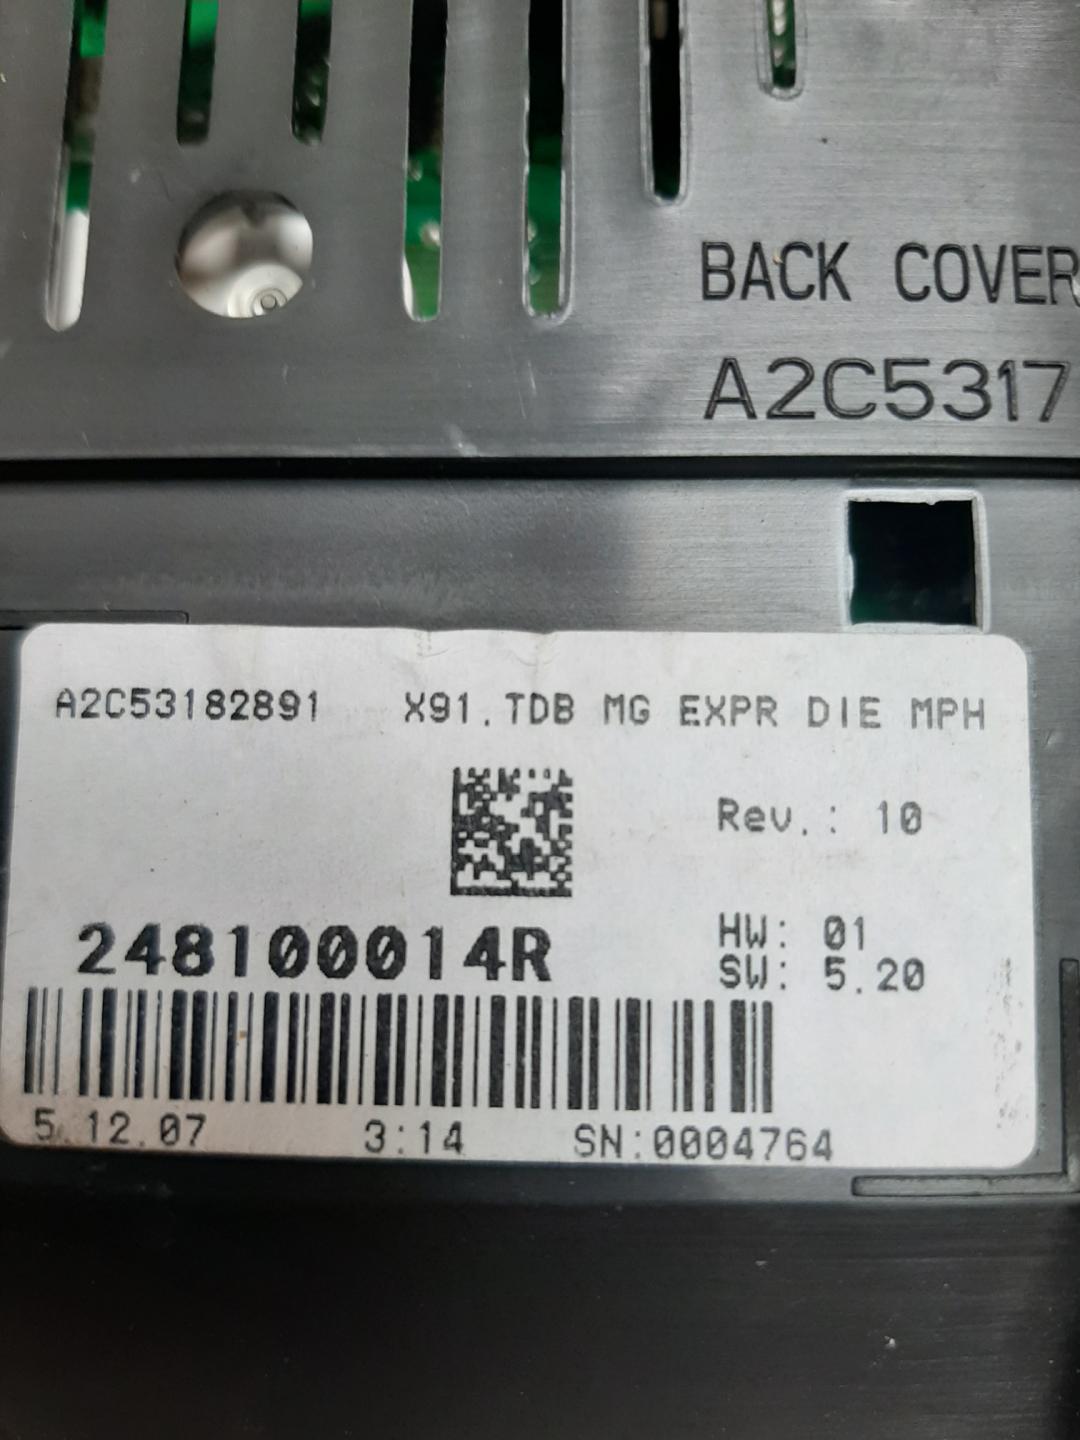 BACK COVER
A2C5317
A2C53182891 X91.TDB MG EXPR DIE MPH
Rev.: 10
248100014R
HW: 01
SW: 5.20
5.12.07 3:14 SN:0004764